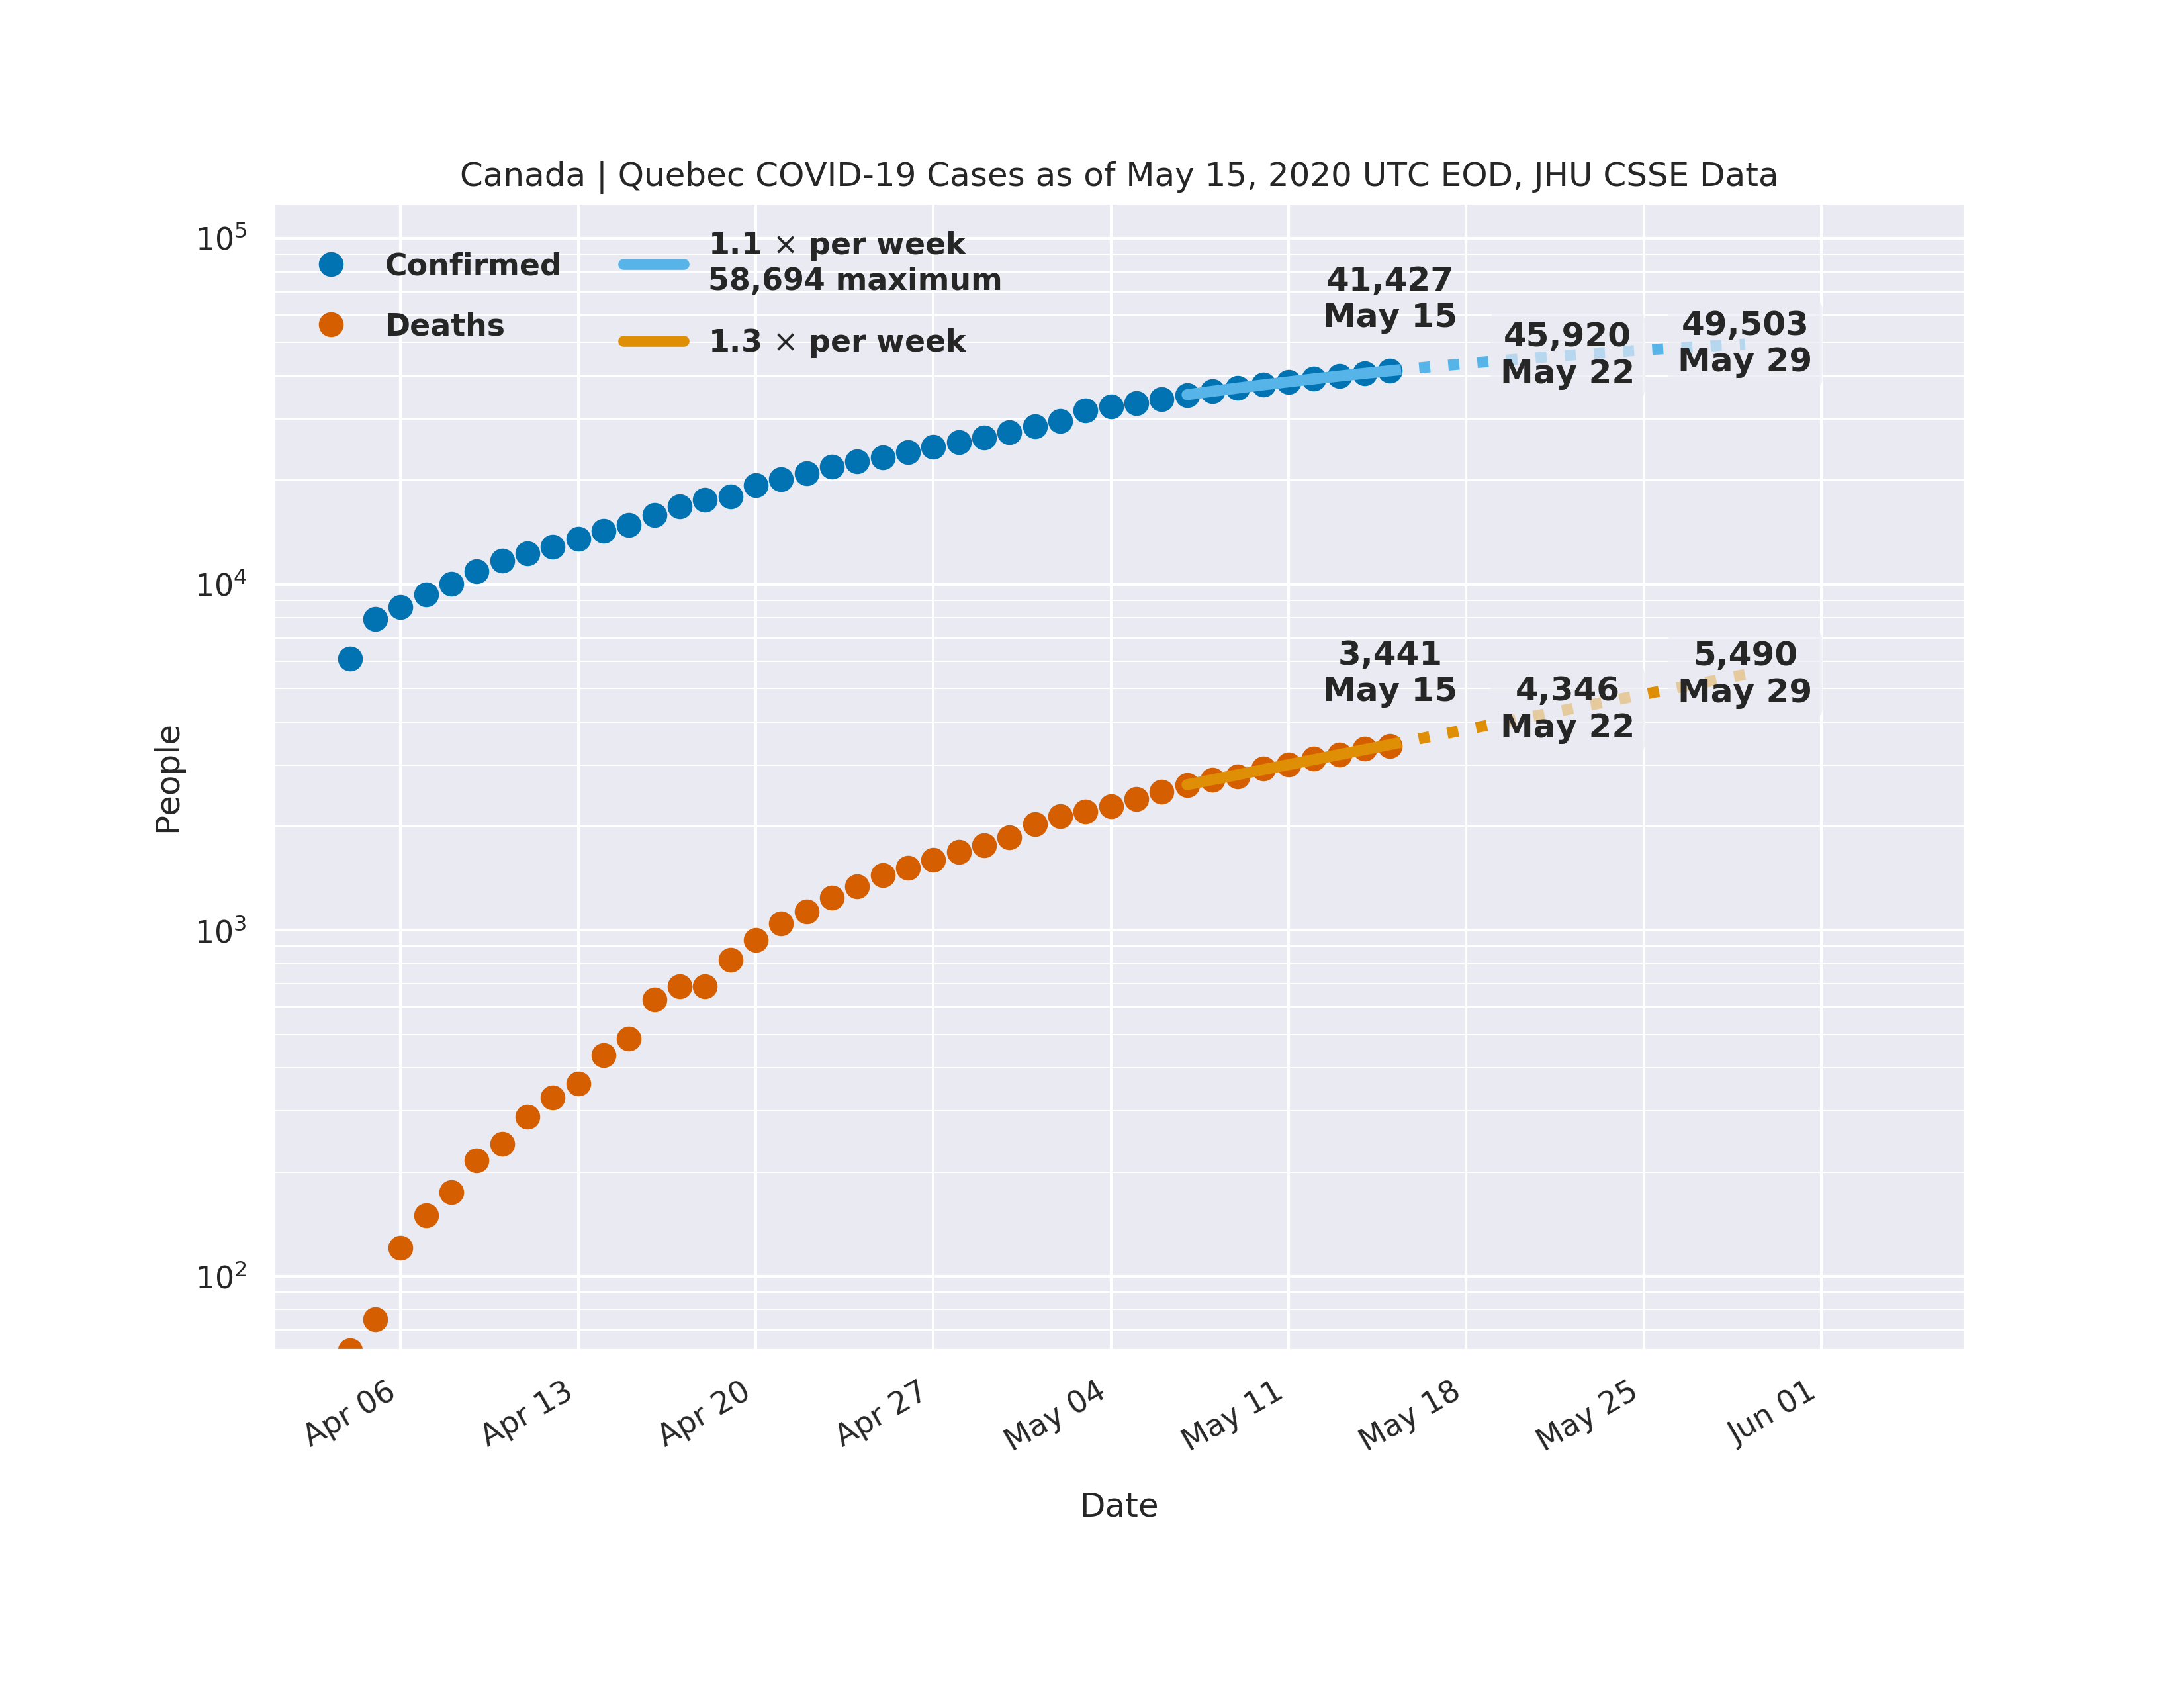 Canada | Quebec COVID-19 Cases as of May 15, 2020 UTC EOD, JHU CSSE Data
10⁵
10⁴
10³
10²
People
Confirmed
Deaths
1.1 × per week
58,694 maximum
1.3 × per week
41,427
May 15
45,920
May 22
49,503
May 29
3,441
May 15
4,346
May 22
5,490
May 29
Apr 06
Apr 13
Apr 20
Apr 27
May 04
May 11
May 18
May 25
Jun 01
Date